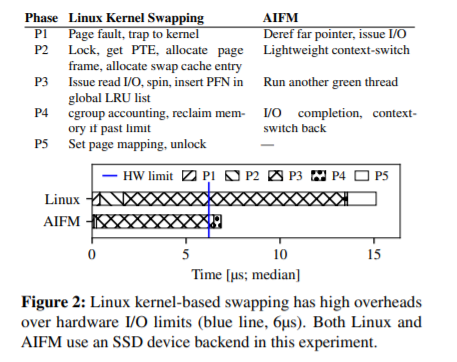 Phase Linux Kernel Swapping AIFM
P1 Page fault, trap to kernel Deref far pointer, issue I/O
P2 Lock, get PTE, allocate page Lightweight context-switch
frame, allocate swap cache entry
P3 Issue read I/O, spin, insert PFN in Run another green thread
global LRU list
P4 cgroup accounting, reclaim mem- I/O completion, context-
ory if past limit switch back
P5 Set page mapping, unlock —
HW limit P1 P2 P3 P4 P5
Linux
AIFM
0 5 10 15
Time [μs; median]
Figure 2: Linux kernel-based swapping has high overheads
over hardware I/O limits (blue line, 6μs). Both Linux and
AIFM use an SSD device backend in this experiment.